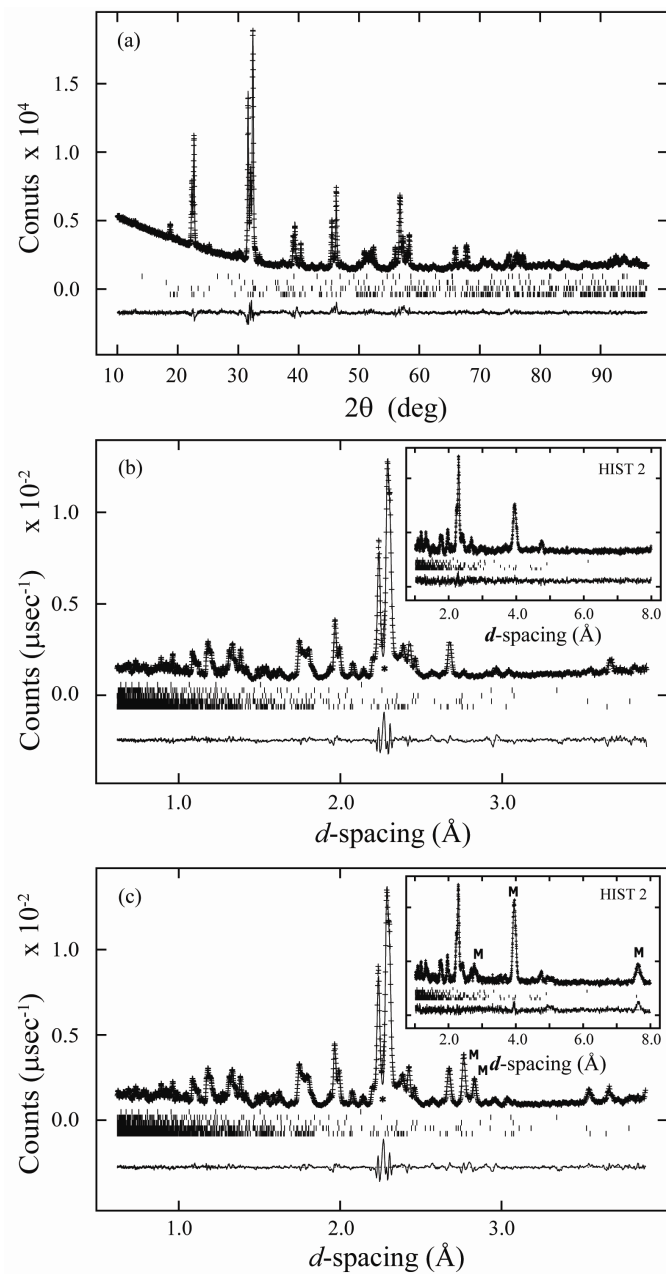 (a)
Conuts x 10⁴
1.5
1.0
0.5
0.0
10 20 30 40 50 60 70 80 90
2θ (deg)
(b)
Counts (μsec⁻¹) x 10⁻²
1.0
0.5
0.0
HIST 2
2.0 4.0 6.0 8.0
d-spacing (Å)
*
1.0 2.0 3.0
d-spacing (Å)
(c)
Counts (μsec⁻¹) x 10⁻²
1.0
0.5
0.0
HIST 2
M
M
M
2.0 4.0 6.0 8.0
d-spacing (Å)
M
M
*
1.0 2.0 3.0
d-spacing (Å)